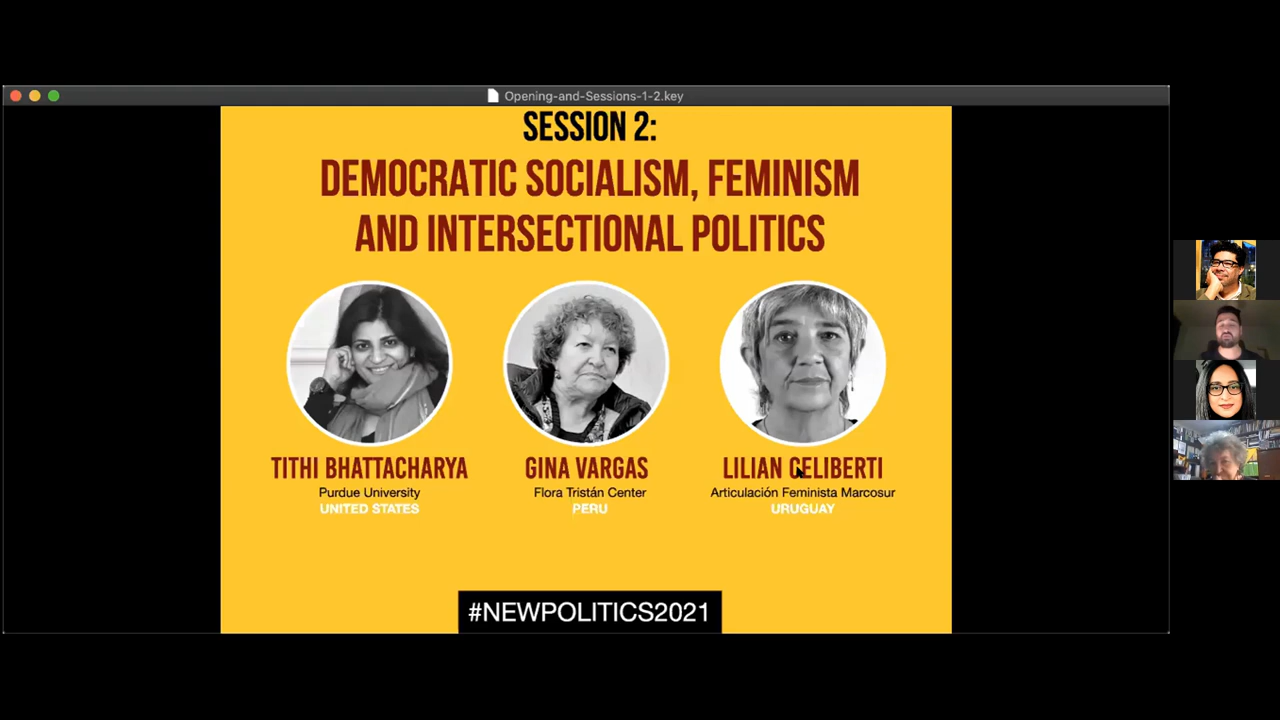 Opening-and-Sessions-1-2.key
SESSION 2:
DEMOCRATIC SOCIALISM, FEMINISM
AND INTERSECTIONAL POLITICS
TITHI BHATTACHARYA
Purdue University
UNITED STATES
GINA VARGAS
Flora Tristán Center
PERU
LILIAN CELIBERTI
Articulación Feminista Marcosur
URUGUAY
#NEWPOLITICS2021